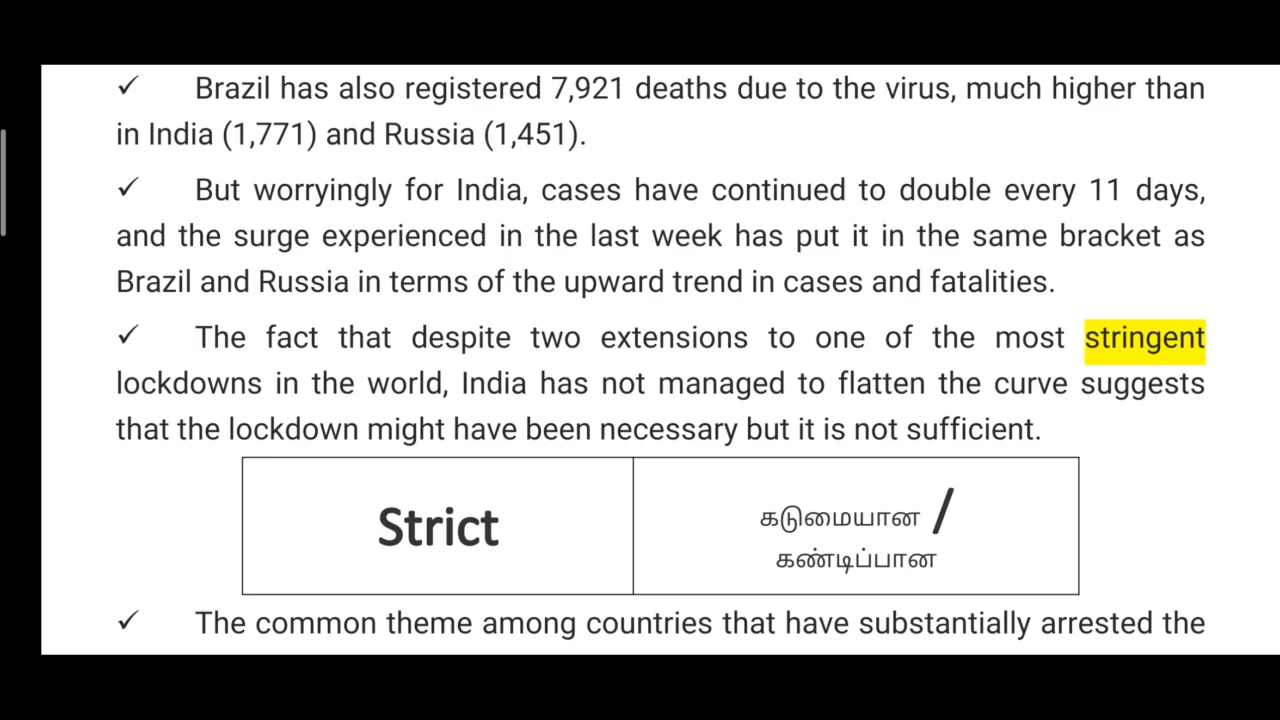 ✓ Brazil has also registered 7,921 deaths due to the virus, much higher than
in India (1,771) and Russia (1,451).
✓ But worryingly for India, cases have continued to double every 11 days,
and the surge experienced in the last week has put it in the same bracket as
Brazil and Russia in terms of the upward trend in cases and fatalities.
✓ The fact that despite two extensions to one of the most stringent
lockdowns in the world, India has not managed to flatten the curve suggests
that the lockdown might have been necessary but it is not sufficient.
Strict
கடுமையான /
கண்டிப்பான
✓ The common theme among countries that have substantially arrested the